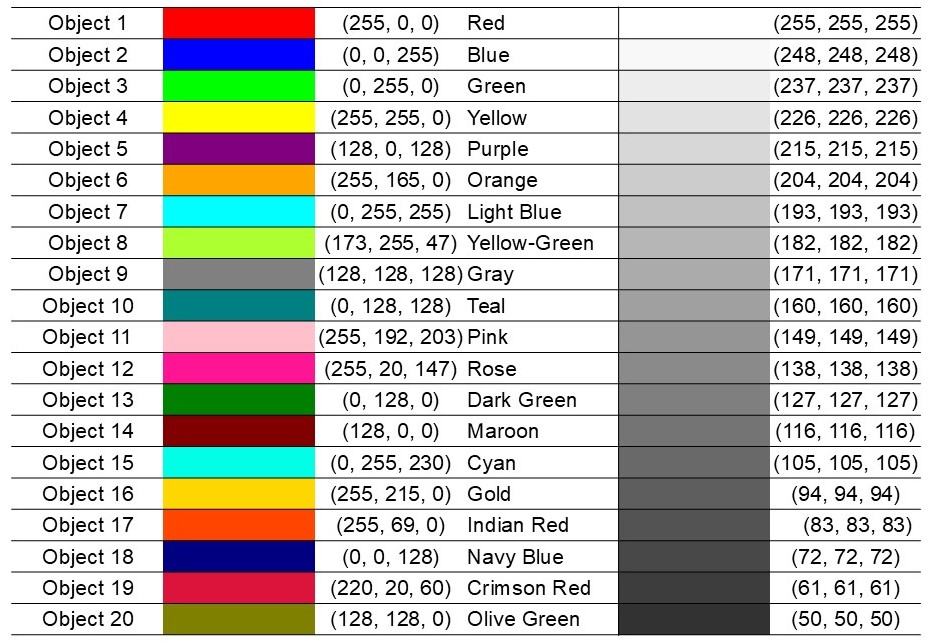 Object 1 (255, 0, 0) Red (255, 255, 255)
Object 2 (0, 0, 255) Blue (248, 248, 248)
Object 3 (0, 255, 0) Green (237, 237, 237)
Object 4 (255, 255, 0) Yellow (226, 226, 226)
Object 5 (128, 0, 128) Purple (215, 215, 215)
Object 6 (255, 165, 0) Orange (204, 204, 204)
Object 7 (0, 255, 255) Light Blue (193, 193, 193)
Object 8 (173, 255, 47) Yellow-Green (182, 182, 182)
Object 9 (128, 128, 128) Gray (171, 171, 171)
Object 10 (0, 128, 128) Teal (160, 160, 160)
Object 11 (255, 192, 203) Pink (149, 149, 149)
Object 12 (255, 20, 147) Rose (138, 138, 138)
Object 13 (0, 128, 0) Dark Green (127, 127, 127)
Object 14 (128, 0, 0) Maroon (116, 116, 116)
Object 15 (0, 255, 230) Cyan (105, 105, 105)
Object 16 (255, 215, 0) Gold (94, 94, 94)
Object 17 (255, 69, 0) Indian Red (83, 83, 83)
Object 18 (0, 0, 128) Navy Blue (72, 72, 72)
Object 19 (220, 20, 60) Crimson Red (61, 61, 61)
Object 20 (128, 128, 0) Olive Green (50, 50, 50)